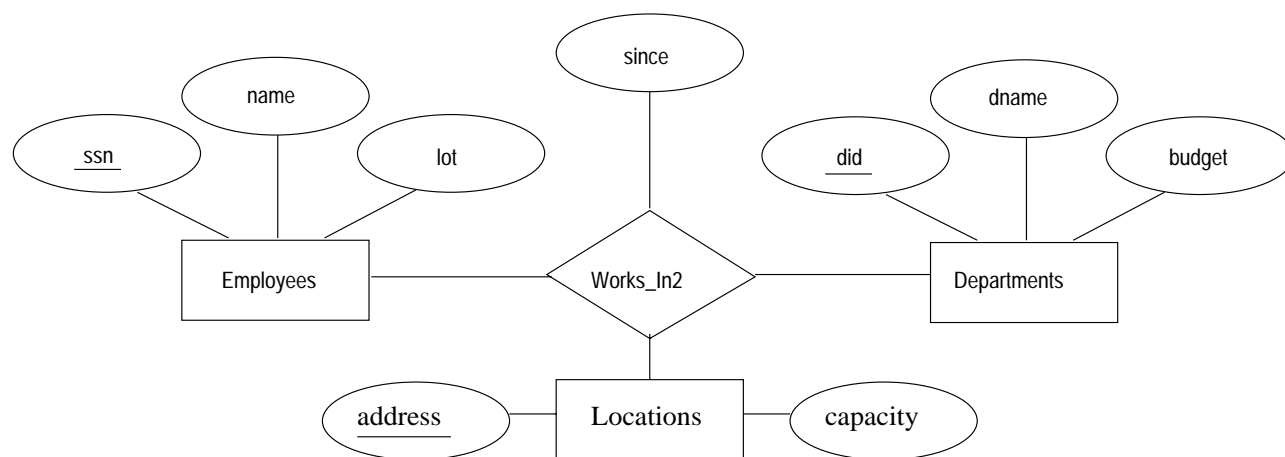 since
name
dname
ssn
lot
did
budget
Employees
Works_In2
Departments
address
Locations
capacity